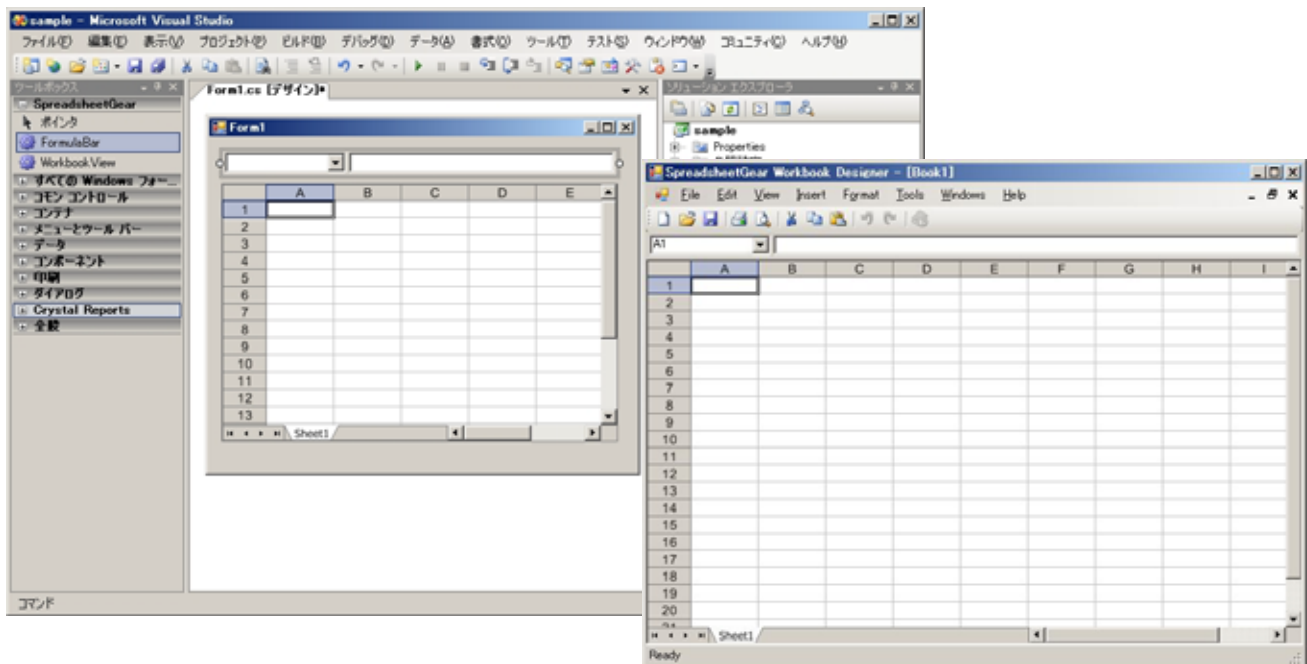 sample - Microsoft Visual Studio
ファイル(F) 編集(E) 表示(V) プロジェクト(P) ビルド(B) デバッグ(D) データ(A) 書式(O) ツール(T) テスト(S) ウィンドウ(W) コミュニティ(C) ヘルプ(H)
ツールボックス
SpreadsheetGear
ポインタ
FormulaBar
WorkbookView
すべての Windows フォー...
コモン コントロール
コンテナ
メニューとツール バー
データ
コンポーネント
印刷
ダイアログ
Crystal Reports
全般
コマンド
Form1.cs [デザイン]*
Form1
A B C D E
1
2
3
4
5
6
7
8
9
10
11
12
13
Sheet1
ソリューション エクスプローラ
sample
Properties
SpreadsheetGear Workbook Designer - [Book1]
File Edit View Insert Format Tools Windows Help
A1
A B C D E F G H I
1
2
3
4
5
6
7
8
9
10
11
12
13
14
15
16
17
18
19
20
21
Sheet1
Ready